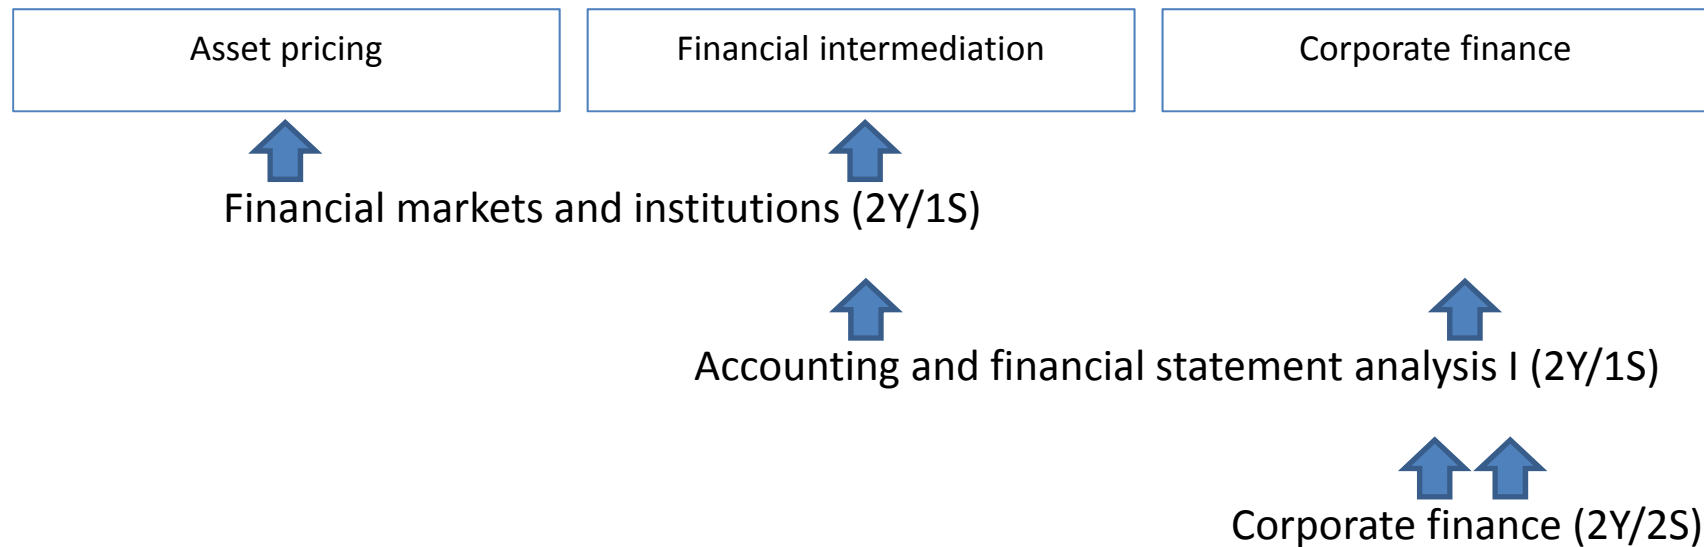 Asset pricing
Financial intermediation
Corporate finance
Financial markets and institutions (2Y/1S)
Accounting and financial statement analysis I (2Y/1S)
Corporate finance (2Y/2S)